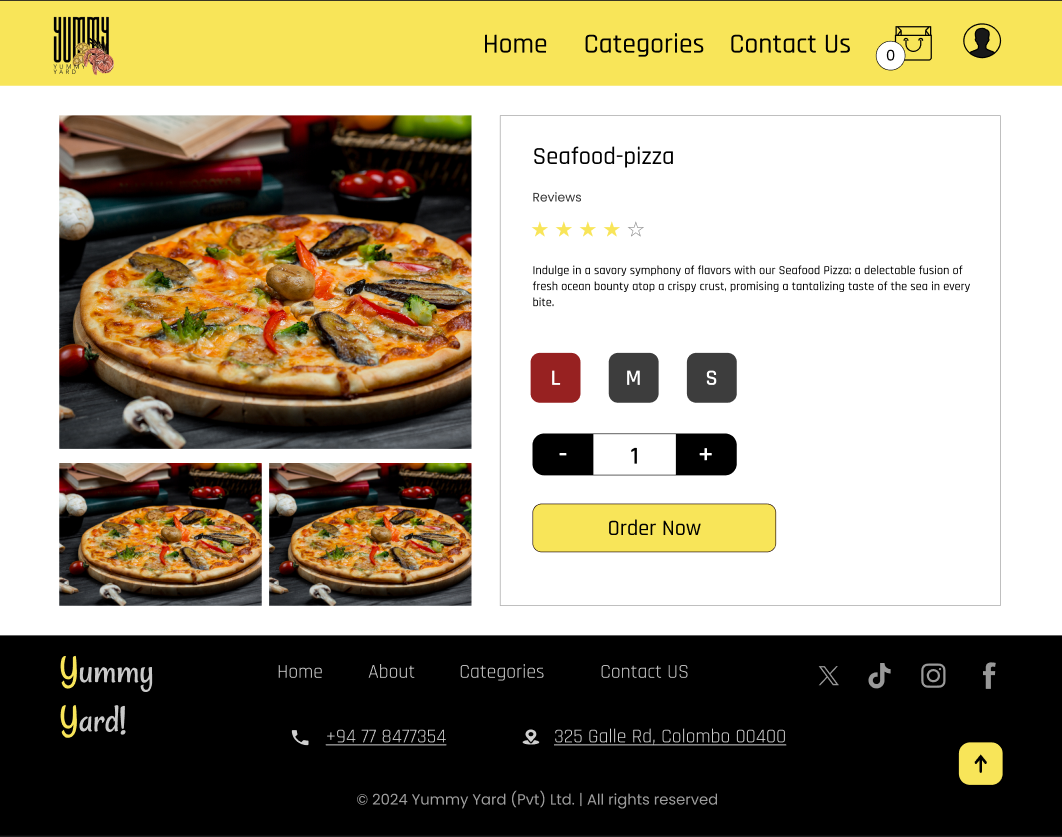 YUMMY
YUMMY
YARD
Home Categories Contact Us
0
Seafood-pizza
Reviews
Indulge in a savory symphony of flavors with our Seafood Pizza: a delectable fusion of
fresh ocean bounty atop a crispy crust, promising a tantalizing taste of the sea in every
bite.
L M S
- 1 +
Order Now
Yummy
Yard!
Home About Categories Contact US
+94 77 8477354 325 Galle Rd, Colombo 00400
© 2024 Yummy Yard (Pvt) Ltd. | All rights reserved